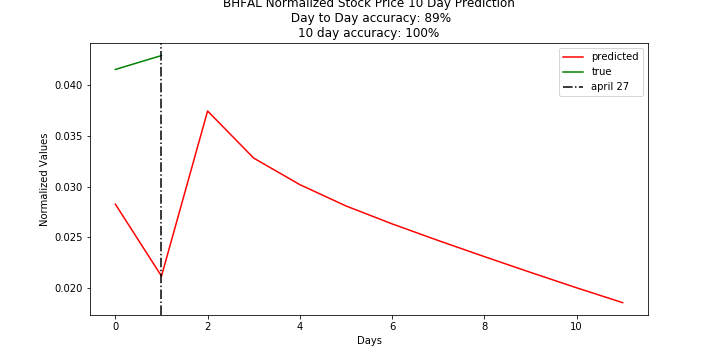 BHFAL Normalized Stock Price 10 Day Prediction
Day to Day accuracy: 89%
10 day accuracy: 100%
predicted
true
april 27
Normalized Values
0.040
0.035
0.030
0.025
0.020
0 2 4 6 8 10
Days